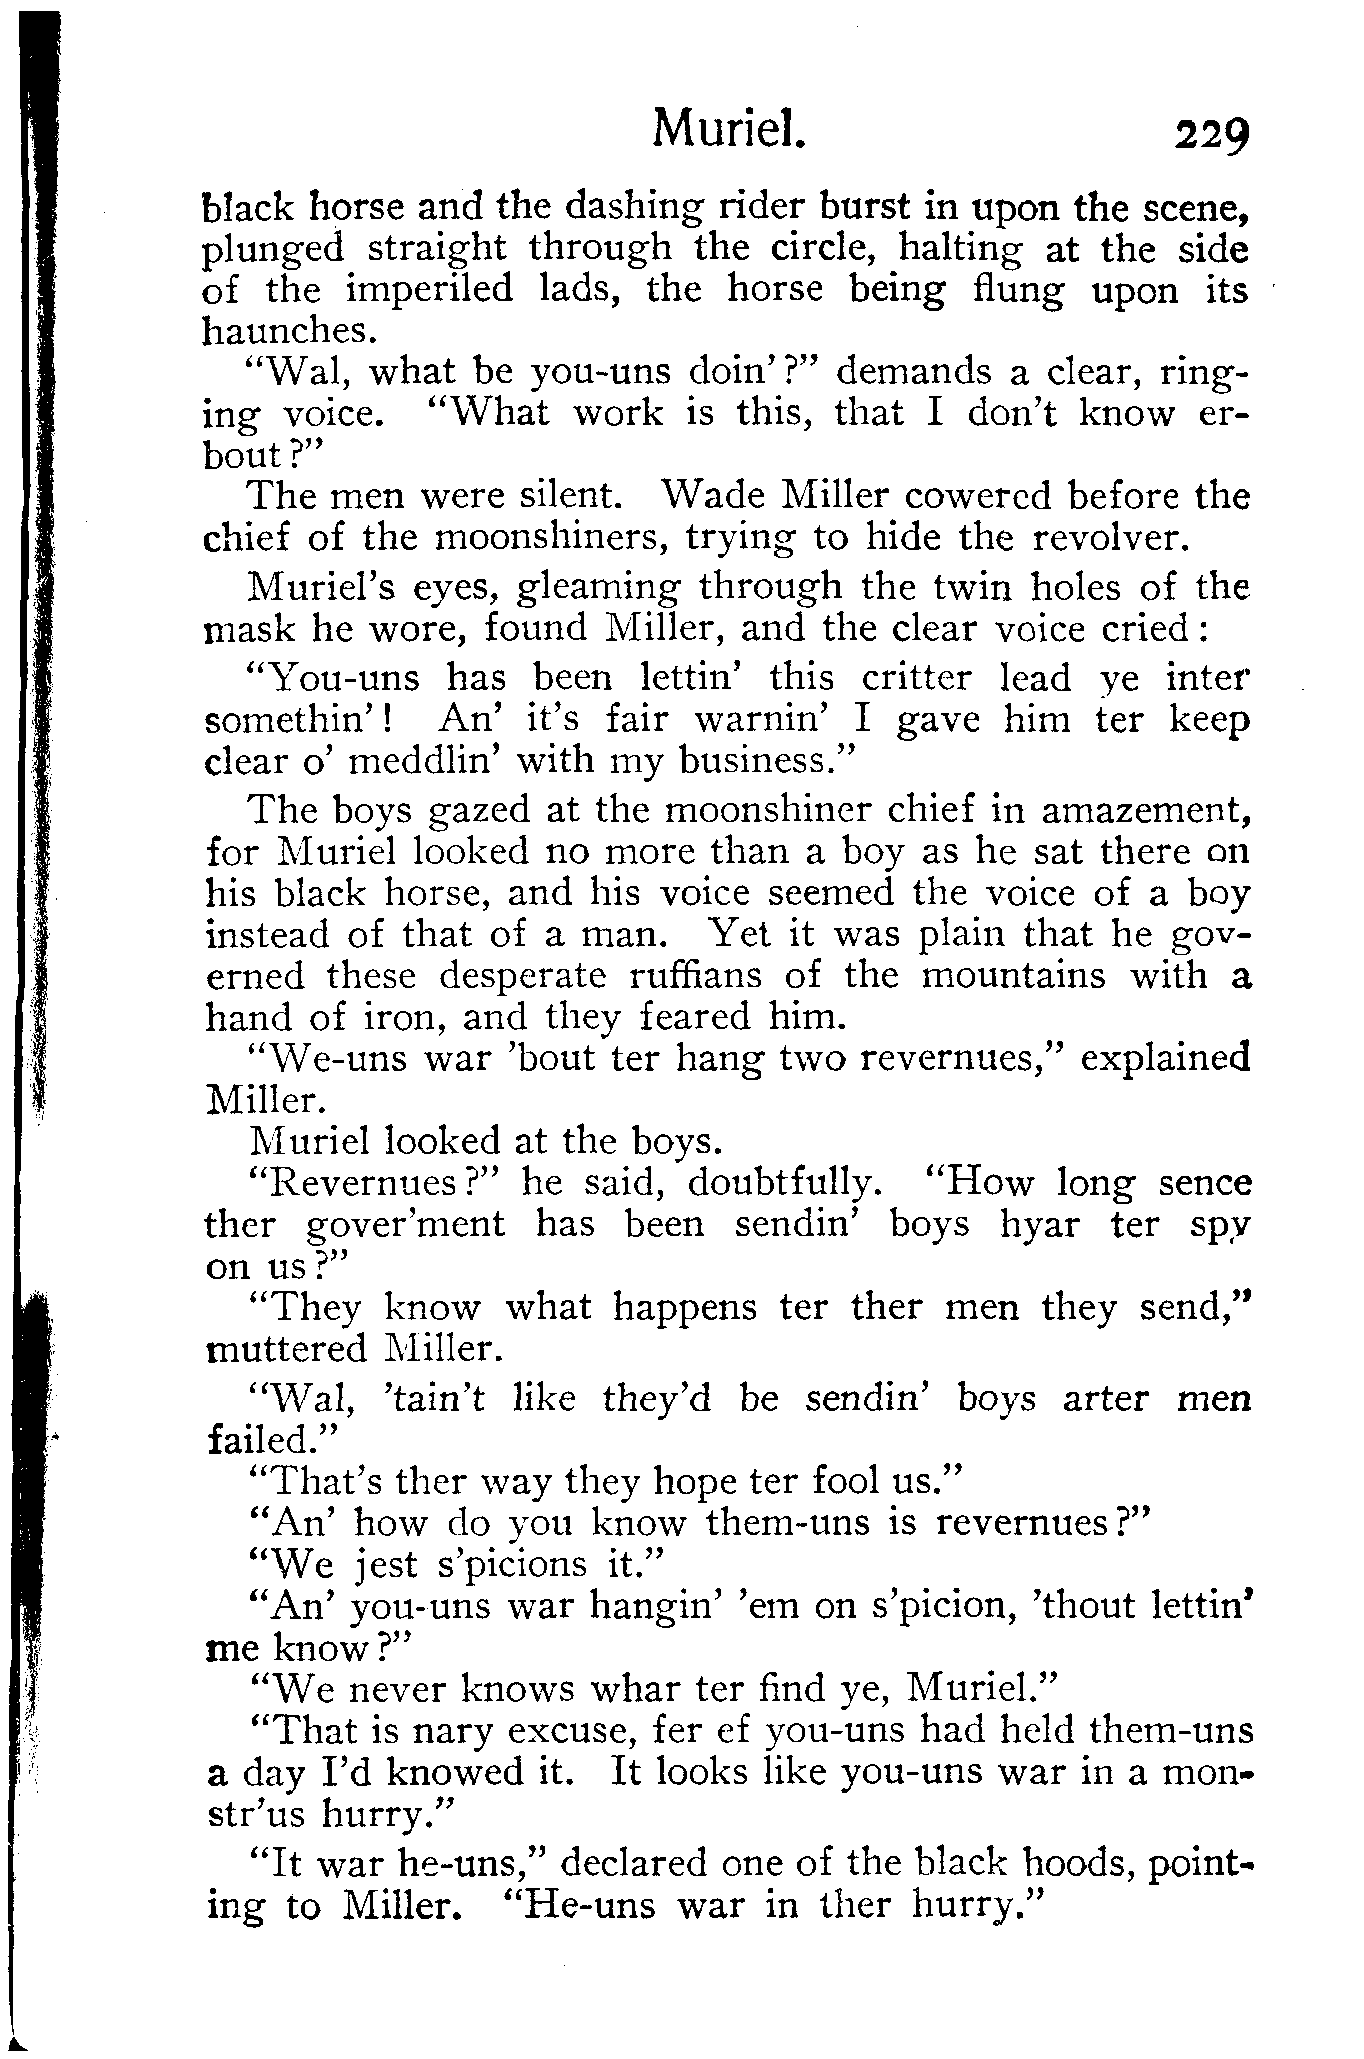 Muriel. 229
black horse and the dashing rider burst in upon the scene,
plunged straight through the circle, halting at the side
of the imperiled lads, the horse being flung upon its
haunches.
“Wal, what be you-uns doin’?” demands a clear, ring-
ing voice. “What work is this, that I don’t know er-
bout?”
The men were silent. Wade Miller cowered before the
chief of the moonshiners, trying to hide the revolver.
Muriel’s eyes, gleaming through the twin holes of the
mask he wore, found Miller, and the clear voice cried:
“You-uns has been lettin’ this critter lead ye inter
somethin’! An’ it’s fair warnin’ I gave him ter keep
clear o’ meddlin’ with my business.”
The boys gazed at the moonshiner chief in amazement,
for Muriel looked no more than a boy as he sat there on
his black horse, and his voice seemed the voice of a boy
instead of that of a man. Yet it was plain that he gov-
erned these desperate ruffians of the mountains with a
hand of iron, and they feared him.
“We-uns war ’bout ter hang two revernues,” explained
Miller.
Muriel looked at the boys.
“Revernues?” he said, doubtfully. “How long sence
ther gover’ment has been sendin’ boys hyar ter spy
on us?”
“They know what happens ter ther men they send,”
muttered Miller.
“Wal, ’tain’t like they’d be sendin’ boys arter men
failed.”
“That’s ther way they hope ter fool us.”
“An’ how do you know them-uns is revernues?”
“We jest s’picions it.”
“An’ you-uns war hangin’ ’em on s’picion, ’thout lettin’
me know?”
“We never knows whar ter find ye, Muriel.”
“That is nary excuse, fer ef you-uns had held them-uns
a day I’d knowed it. It looks like you-uns war in a mon-
str’us hurry.”
“It war he-uns,” declared one of the black hoods, point-
ing to Miller. “He-uns war in ther hurry.”